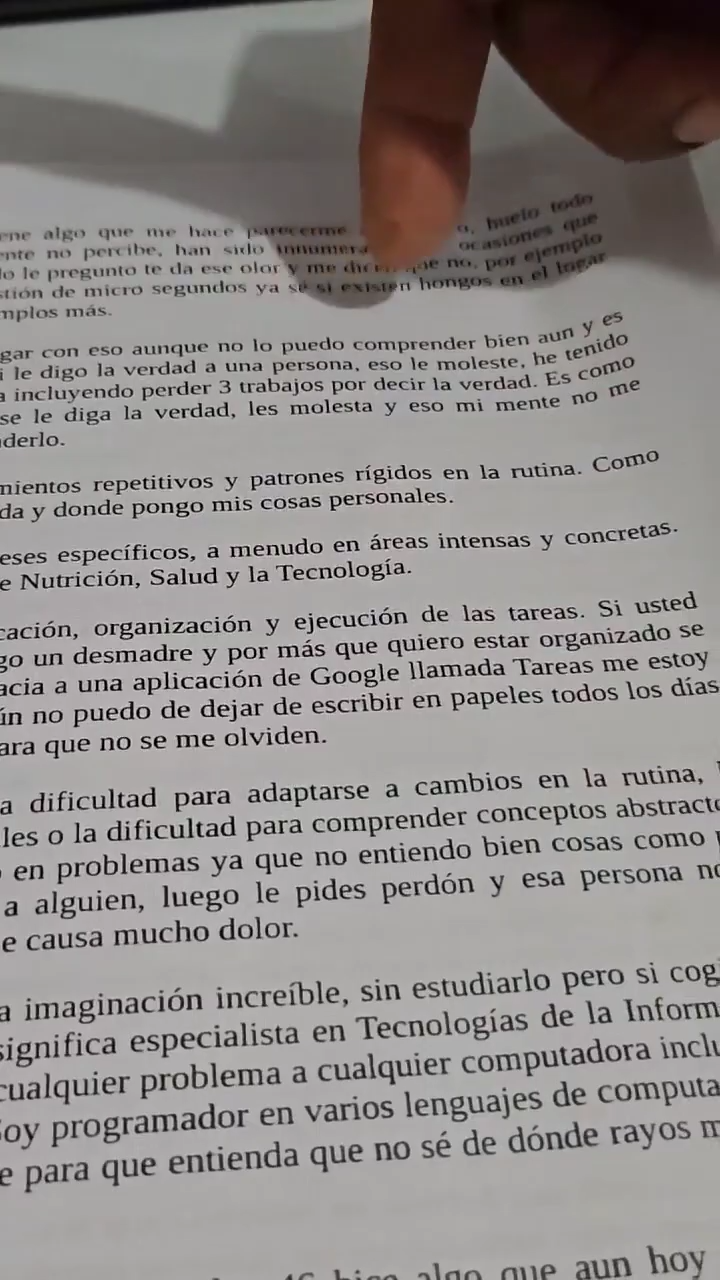 ene algo que me hace parecerme o, huelo todo
nte no percibe, han sido innumera ocasiones que
lo le pregunto te da ese olor y me dicen que no, por ejemplo
stión de micro segundos ya sé si existen hongos en el lugar
mplos más.
gar con eso aunque no lo puedo comprender bien aun y es
i le digo la verdad a una persona, eso le moleste, he tenido
a incluyendo perder 3 trabajos por decir la verdad. Es como
se le diga la verdad, les molesta y eso mi mente no me
derlo.
mientos repetitivos y patrones rígidos en la rutina. Como
da y donde pongo mis cosas personales.
eses específicos, a menudo en áreas intensas y concretas.
e Nutrición, Salud y la Tecnología.
cación, organización y ejecución de las tareas. Si usted
go un desmadre y por más que quiero estar organizado se
acia a una aplicación de Google llamada Tareas me estoy
ún no puedo de dejar de escribir en papeles todos los días
ara que no se me olviden.
a dificultad para adaptarse a cambios en la rutina,
les o la dificultad para comprender conceptos abstracto
o en problemas ya que no entiendo bien cosas como p
a alguien, luego le pides perdón y esa persona no
e causa mucho dolor.
a imaginación increíble, sin estudiarlo pero si cog
significa especialista en Tecnologías de la Inform
cualquier problema a cualquier computadora inclu
Soy programador en varios lenguajes de computa
e para que entienda que no sé de dónde rayos m
hice algo que aun hoy